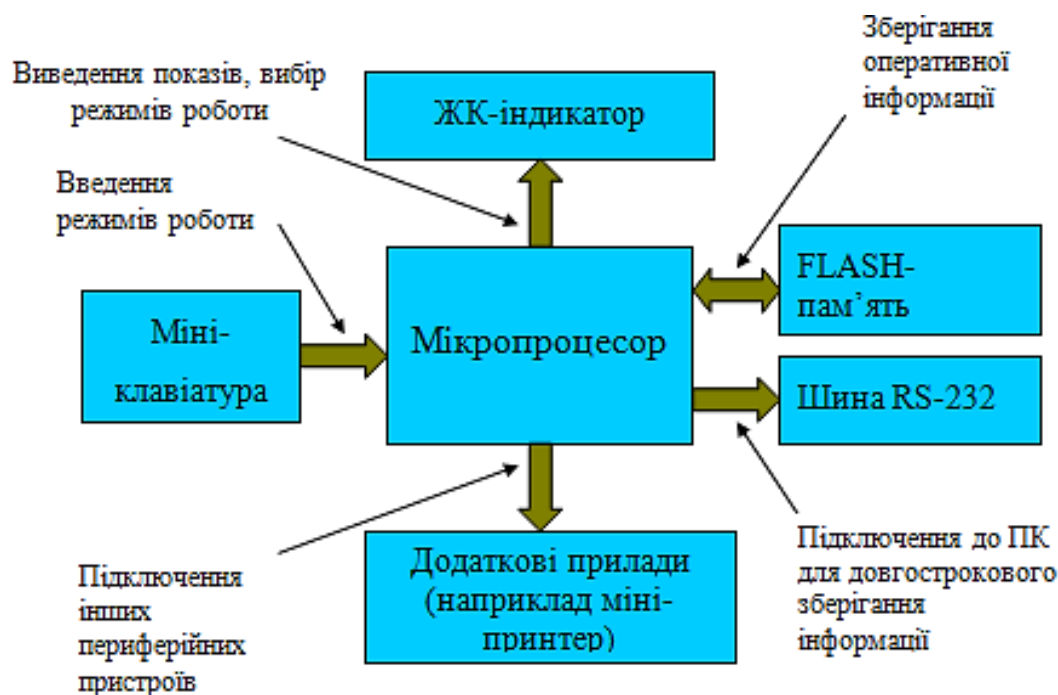 Зберігання
оперативної
інформації
Виведення показів, вибір
режимів роботи
ЖК-індикатор
Введення
режимів роботи
FLASH-
пам’ять
Міні-
клавіатура
Мікропроцесор
Шина RS-232
Підключення
інших
периферійних
пристроїв
Додаткові прилади
(наприклад міні-
принтер)
Підключення до ПК
для довгострокового
зберігання
інформації